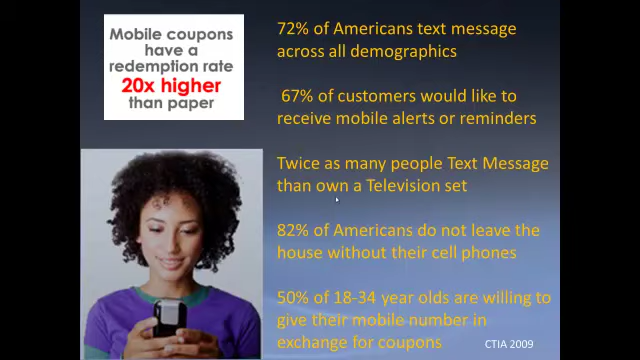 Mobile coupons
have a
redemption rate
20x higher
than paper
72% of Americans text message
across all demographics
67% of customers would like to
receive mobile alerts or reminders
Twice as many people Text Message
than own a Television set
82% of Americans do not leave the
house without their cell phones
50% of 18-34 year olds are willing to
give their mobile number in
exchange for coupons
CTIA 2009